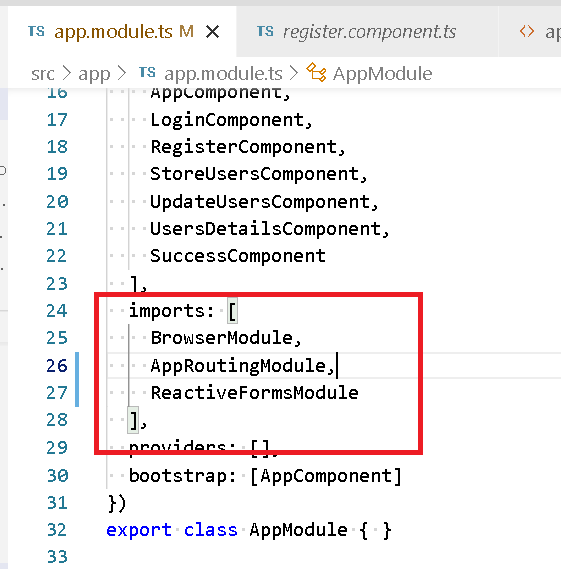 TS app.module.ts M ×
TS register.component.ts
<> ap
src > app > TS app.module.ts > AppModule
16 AppComponent,
17 LoginComponent,
18 RegisterComponent,
19 StoreUsersComponent,
20 UpdateUsersComponent,
21 UsersDetailsComponent,
22 SuccessComponent
23 ],
24 imports: [
25 BrowserModule,
26 AppRoutingModule,
27 ReactiveFormsModule
28 ],
29 providers: [],
30 bootstrap: [AppComponent]
31 })
32 export class AppModule { }
33